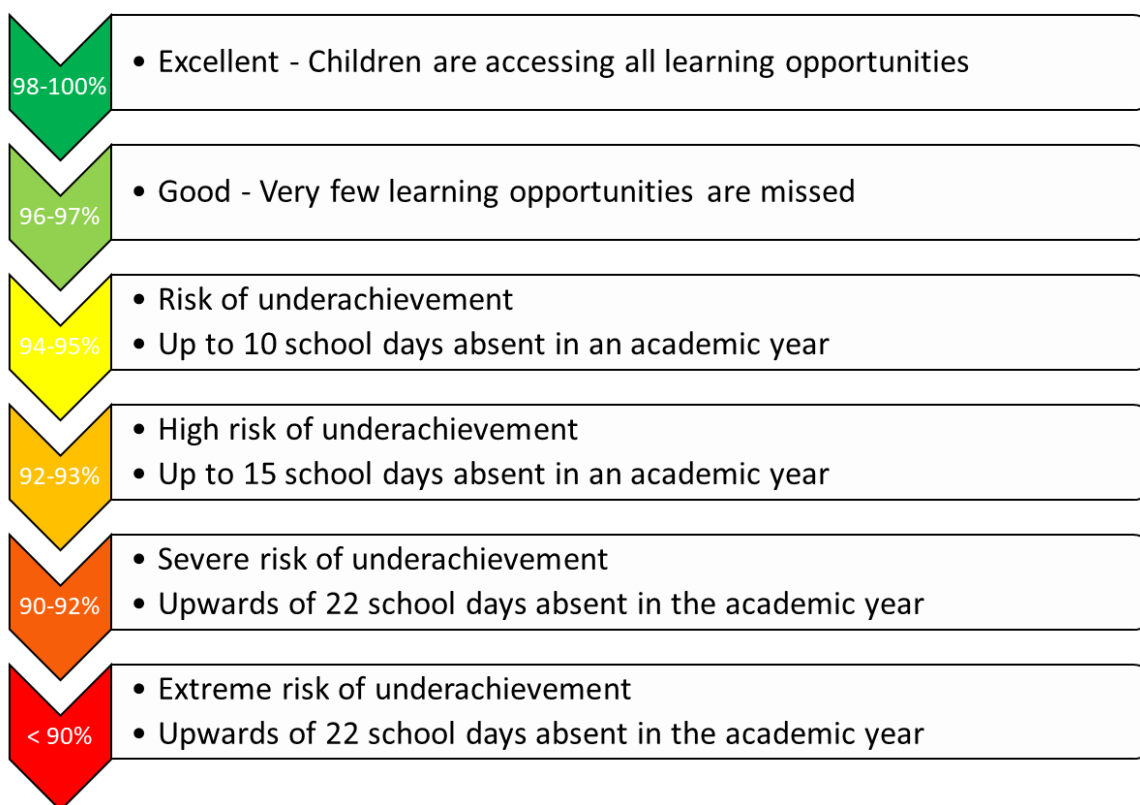 98-100%
• Excellent - Children are accessing all learning opportunities
96-97%
• Good - Very few learning opportunities are missed
94-95%
• Risk of underachievement
• Up to 10 school days absent in an academic year
92-93%
• High risk of underachievement
• Up to 15 school days absent in an academic year
90-92%
• Severe risk of underachievement
• Upwards of 22 school days absent in the academic year
< 90%
• Extreme risk of underachievement
• Upwards of 22 school days absent in the academic year